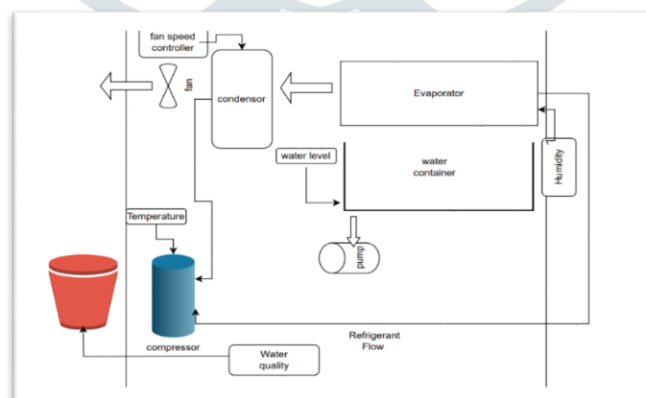 fan speed
controller
fan
condensor
Evaporator
water level
water
container
Humidity
Temperature
pump
compressor
Refrigerant
Flow
Water
quality